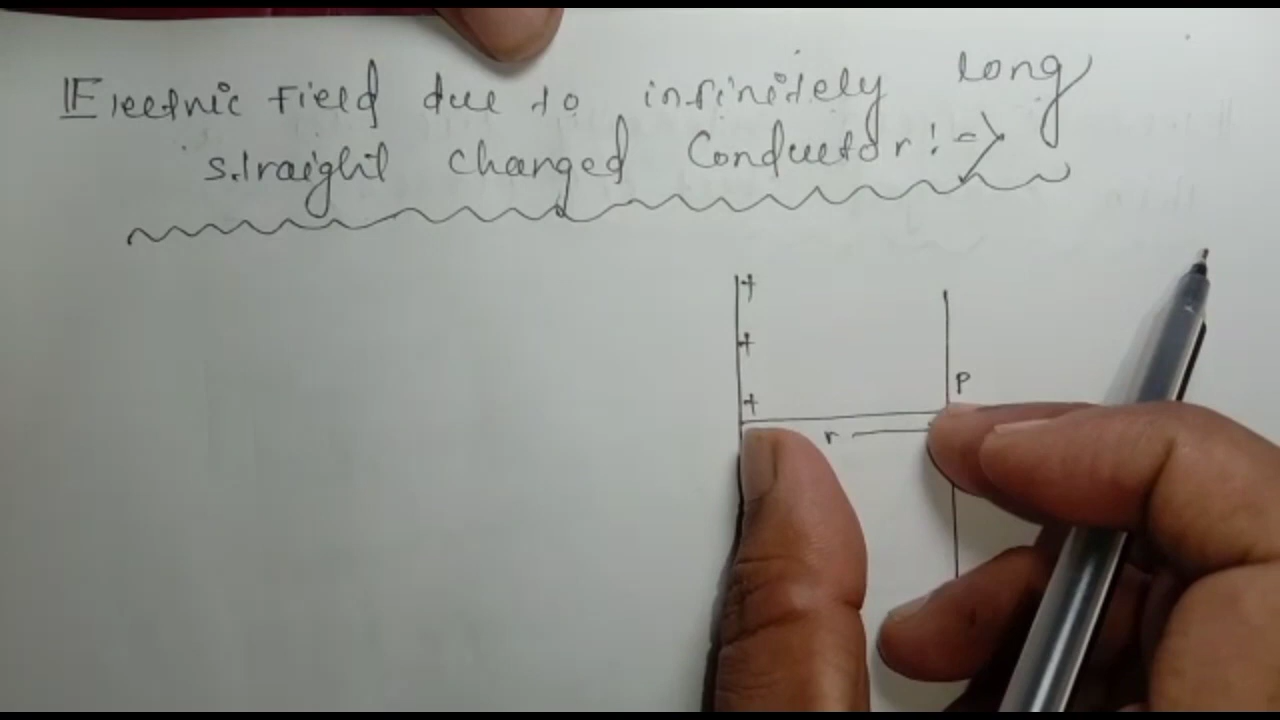 Electric Field due to infinitely long
straight charged Conductor :=>
+
+
+
P
r